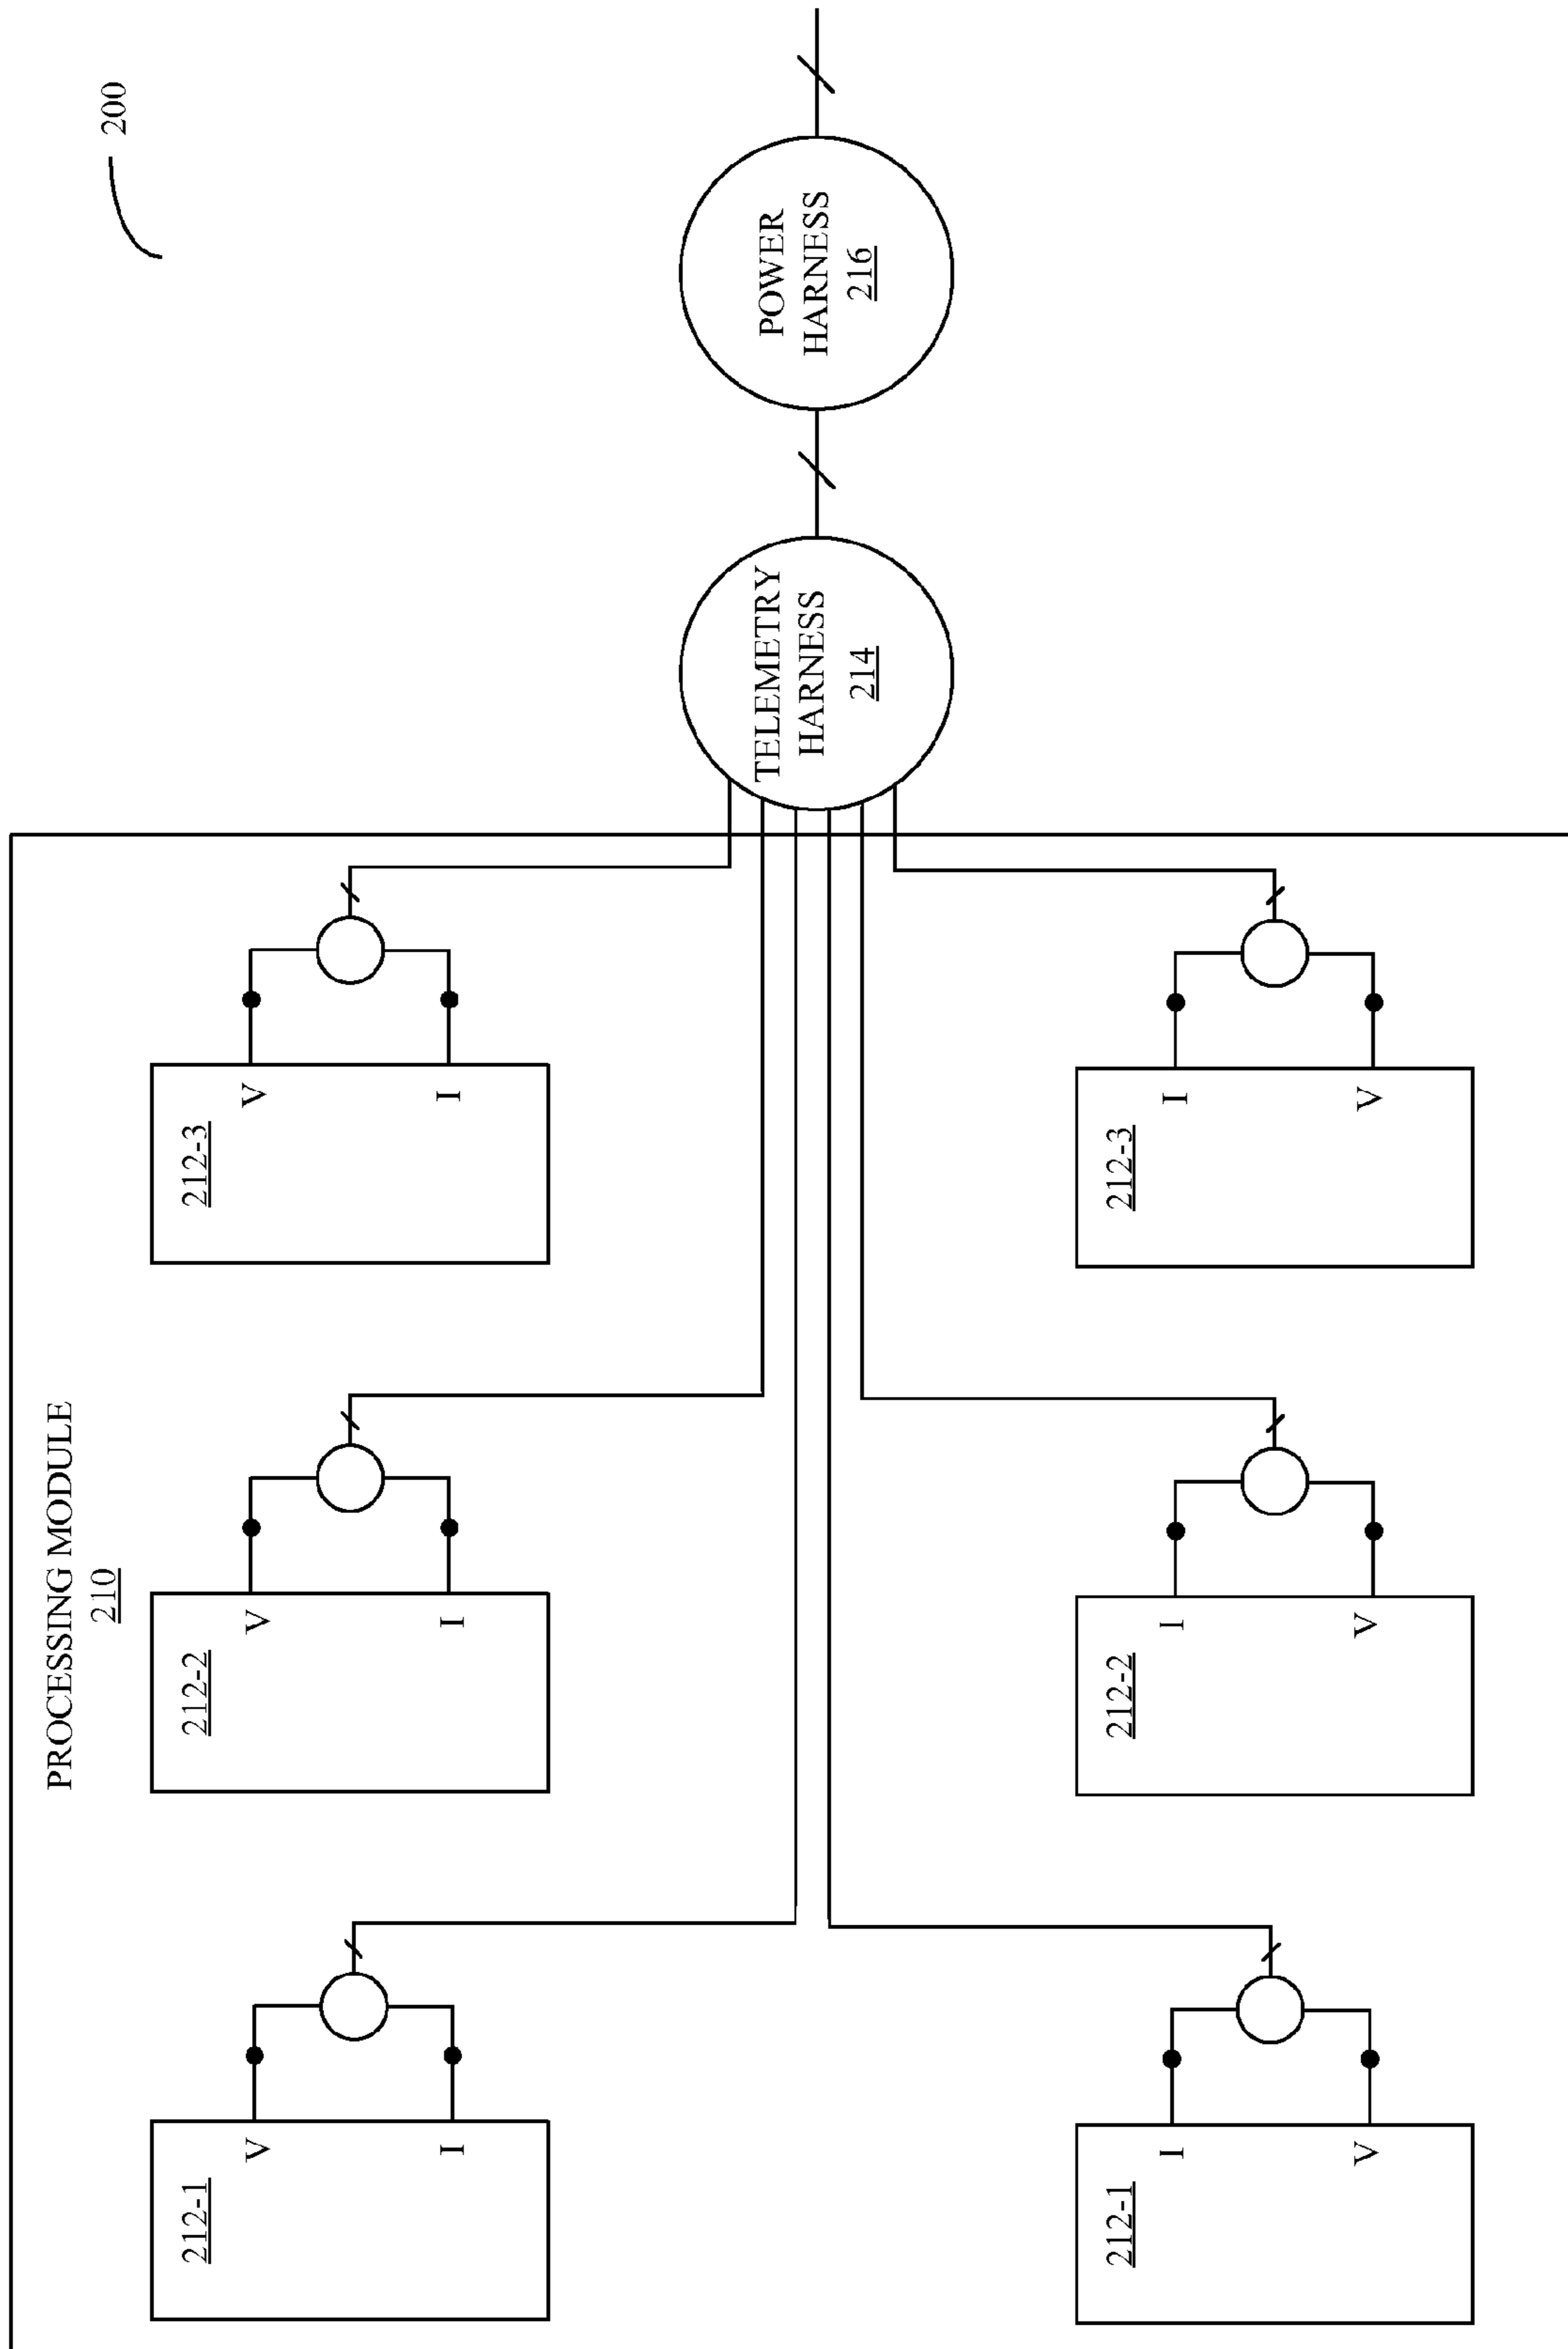 200
PROCESSING MODULE
210
212-1
V
I
212-2
V
I
212-3
V
I
TELEMETRY
HARNESS
214
POWER
HARNESS
216
212-1
I
V
212-2
I
V
212-3
I
V